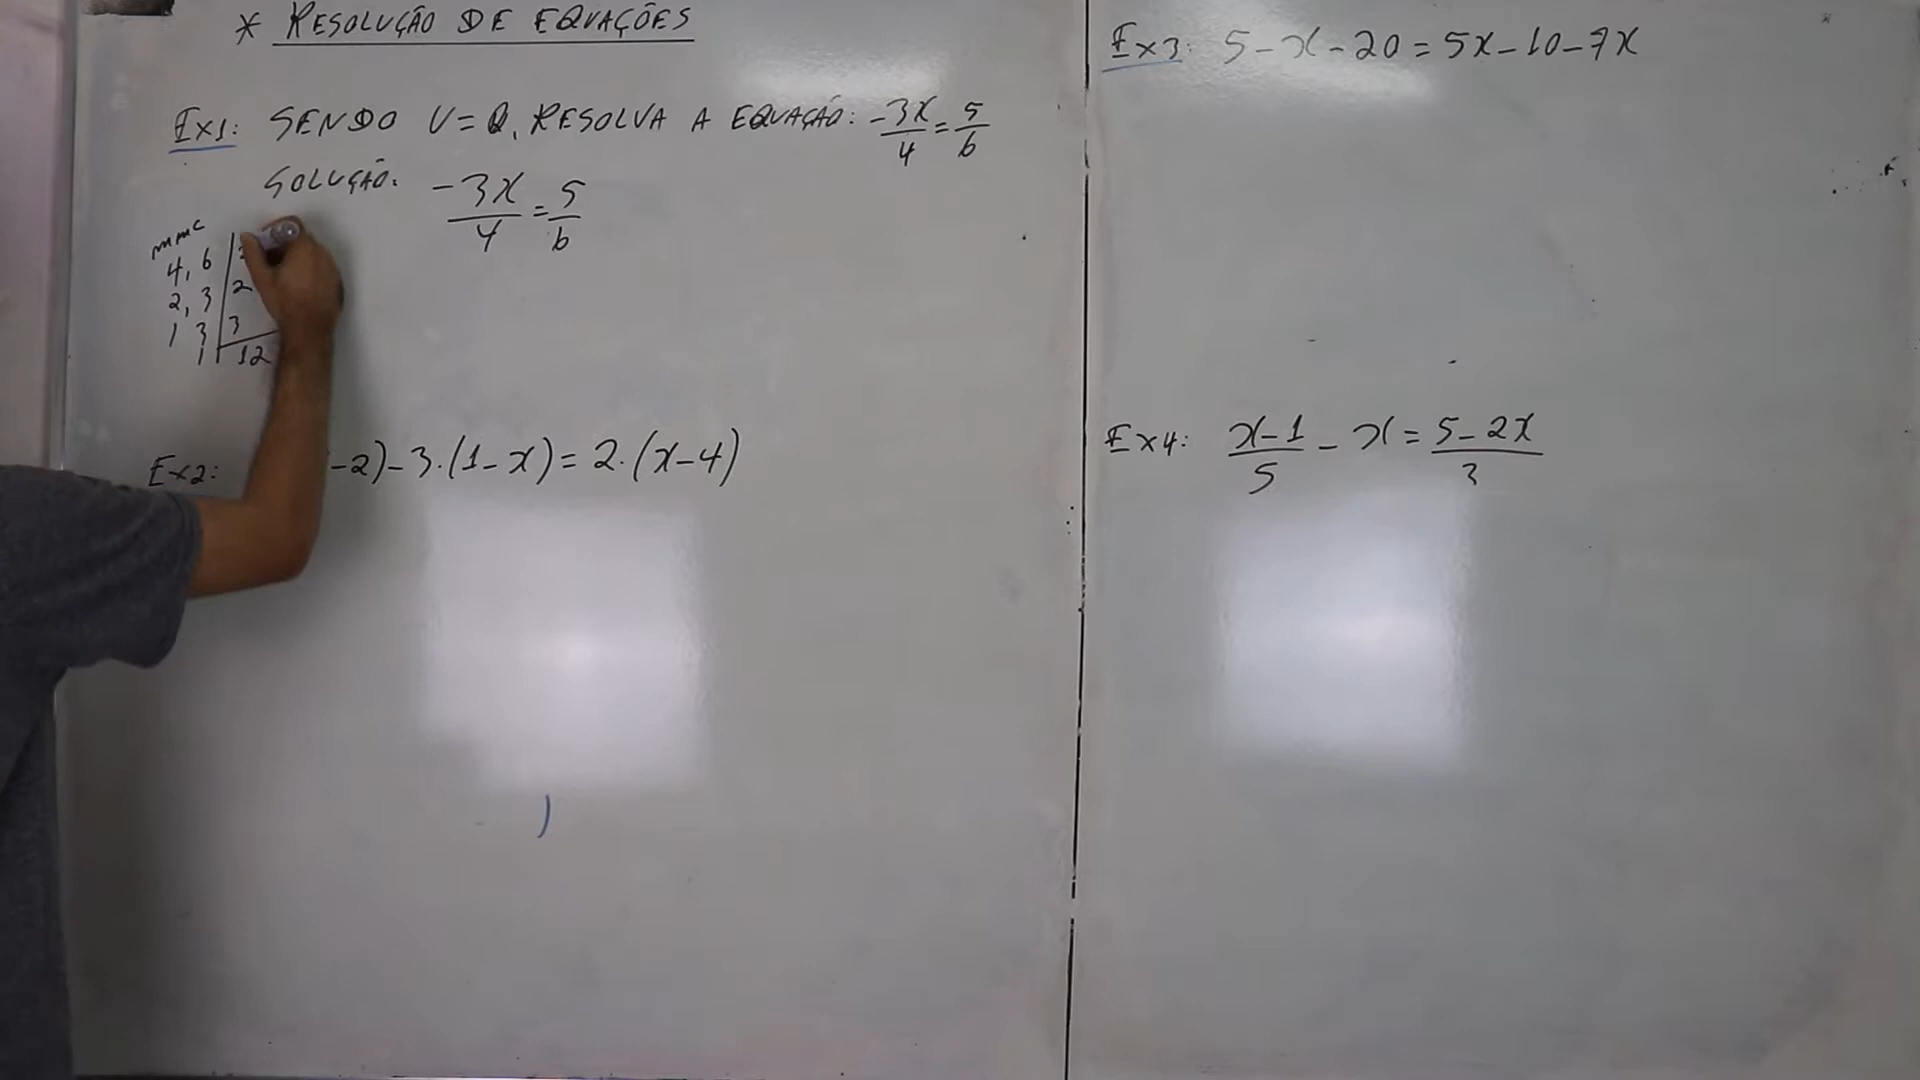 * RESOLUÇÃO DE EQUAÇÕES
Ex1: SENDO U=Q, RESOLVA A EQUAÇÃO: -3x/4 = 5/6
SOLUÇÃO: -3x/4 = 5/6
mmc
4, 6 | 2
2, 3 | 2
1 3 | 3
1 | 12
Ex2: -2)-3·(1-x)=2·(x-4)
Ex3: 5-x-20=5x-10-7x
Ex4: x-1/5 - x = 5-2x/3